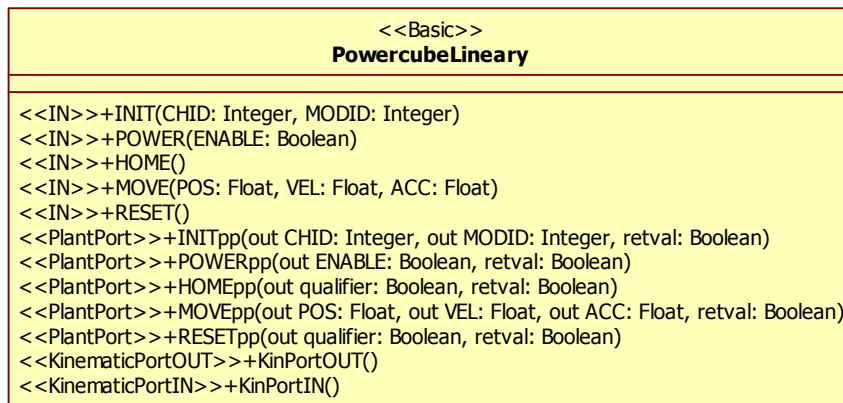 <<Basic>>
PowercubeLineary
<<IN>>+INIT(CHID: Integer, MODID: Integer)
<<IN>>+POWER(ENABLE: Boolean)
<<IN>>+HOME()
<<IN>>+MOVE(POS: Float, VEL: Float, ACC: Float)
<<IN>>+RESET()
<<PlantPort>>+INITpp(out CHID: Integer, out MODID: Integer, retval: Boolean)
<<PlantPort>>+POWERpp(out ENABLE: Boolean, retval: Boolean)
<<PlantPort>>+HOMEpp(out qualifier: Boolean, retval: Boolean)
<<PlantPort>>+MOVEpp(out POS: Float, out VEL: Float, out ACC: Float, retval: Boolean)
<<PlantPort>>+RESETpp(out qualifier: Boolean, retval: Boolean)
<<KinematicPortOUT>>+KinPortOUT()
<<KinematicPortIN>>+KinPortIN()